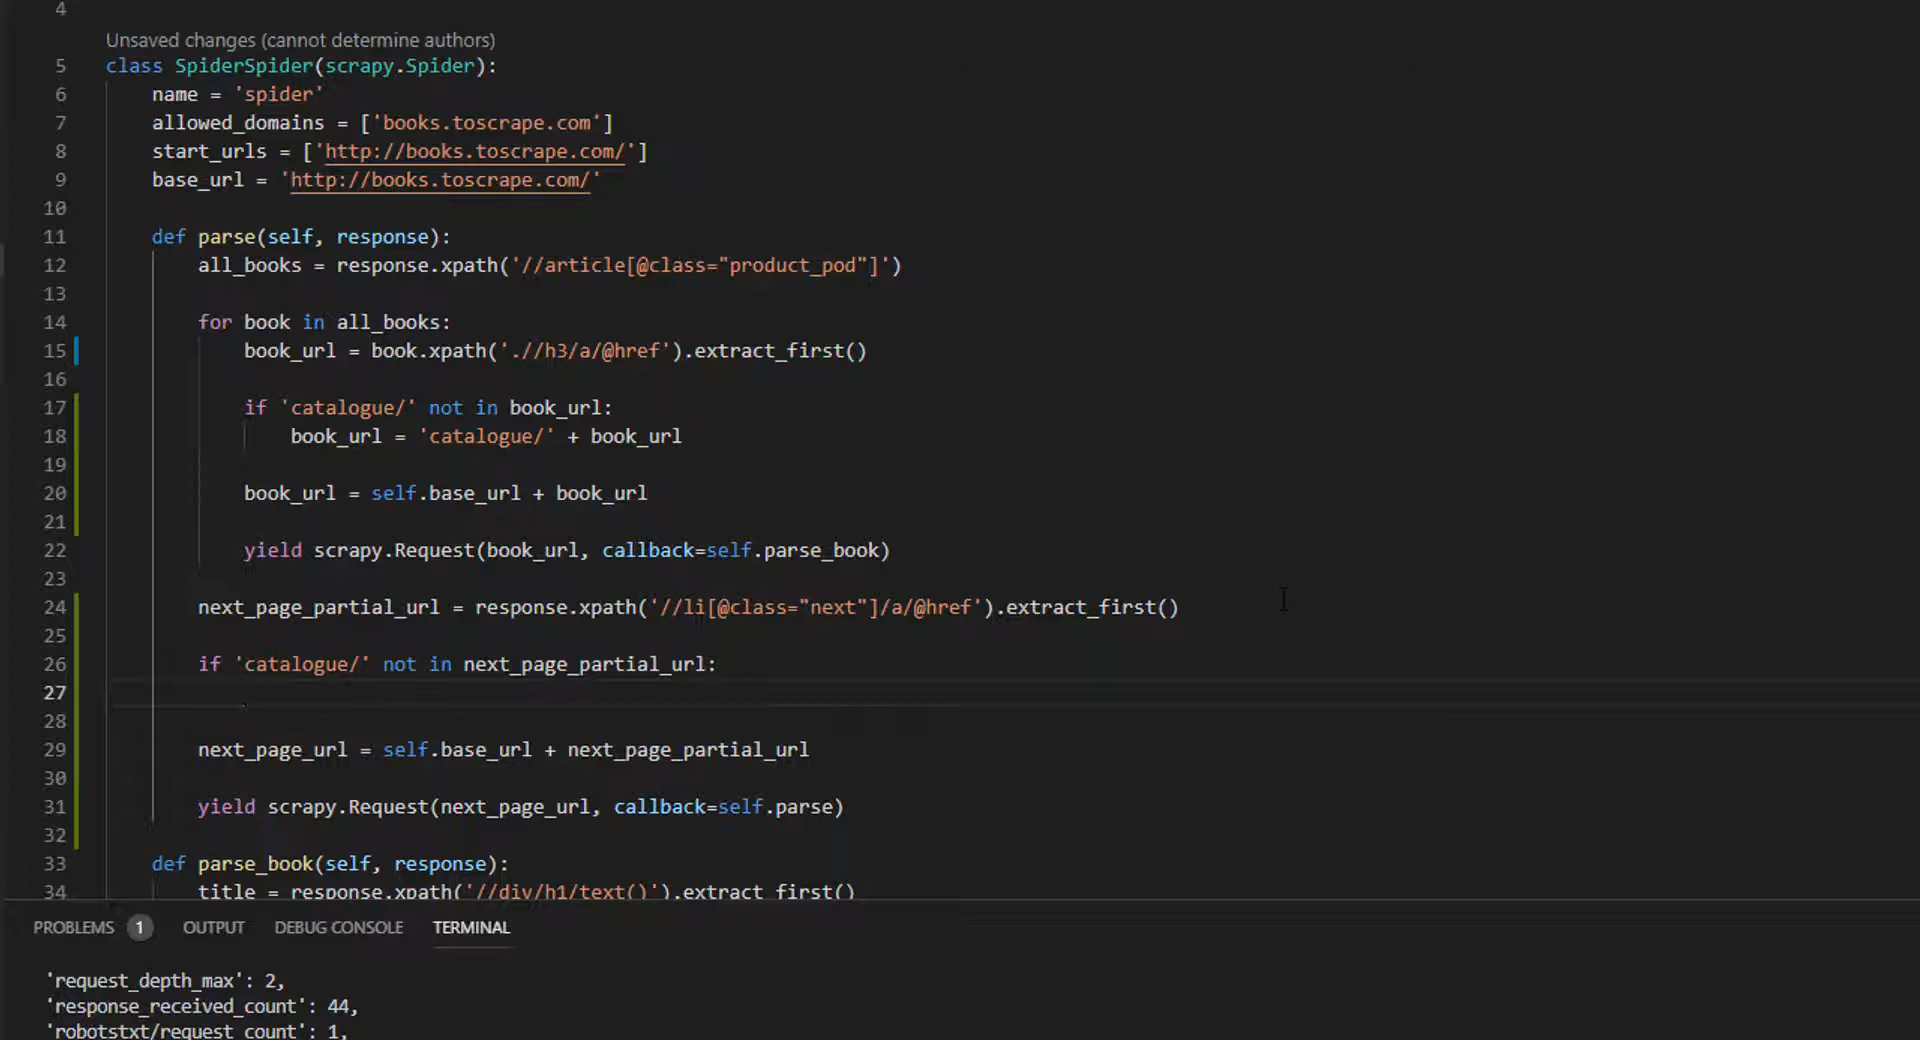 4
Unsaved changes (cannot determine authors)
5 class SpiderSpider(scrapy.Spider):
6 name = 'spider'
7 allowed_domains = ['books.toscrape.com']
8 start_urls = ['http://books.toscrape.com/']
9 base_url = 'http://books.toscrape.com/'
10
11 def parse(self, response):
12 all_books = response.xpath('//article[@class="product_pod"]')
13
14 for book in all_books:
15 book_url = book.xpath('.//h3/a/@href').extract_first()
16
17 if 'catalogue/' not in book_url:
18 book_url = 'catalogue/' + book_url
19
20 book_url = self.base_url + book_url
21
22 yield scrapy.Request(book_url, callback=self.parse_book)
23
24 next_page_partial_url = response.xpath('//li[@class="next"]/a/@href').extract_first()
25
26 if 'catalogue/' not in next_page_partial_url:
27
28
29 next_page_url = self.base_url + next_page_partial_url
30
31 yield scrapy.Request(next_page_url, callback=self.parse)
32
33 def parse_book(self, response):
34 title = response.xpath('//div/h1/text()').extract_first()
PROBLEMS 1 OUTPUT DEBUG CONSOLE TERMINAL
'request_depth_max': 2,
'response_received_count': 44,
'robotstxt/request_count': 1,